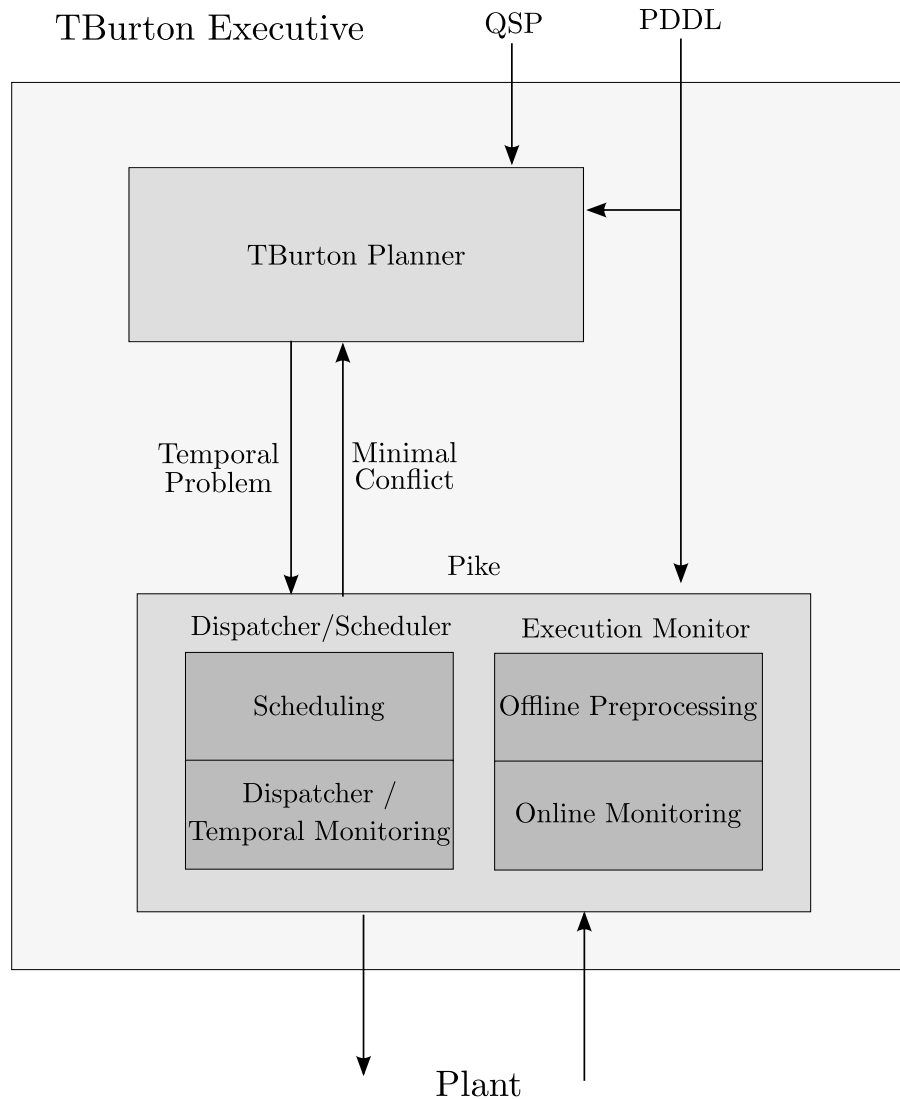 TBurton Executive
QSP
PDDL
TBurton Planner
Temporal
Problem
Minimal
Conflict
Pike
Dispatcher/Scheduler
Execution Monitor
Scheduling
Offline Preprocessing
Dispatcher /
Temporal Monitoring
Online Monitoring
Plant